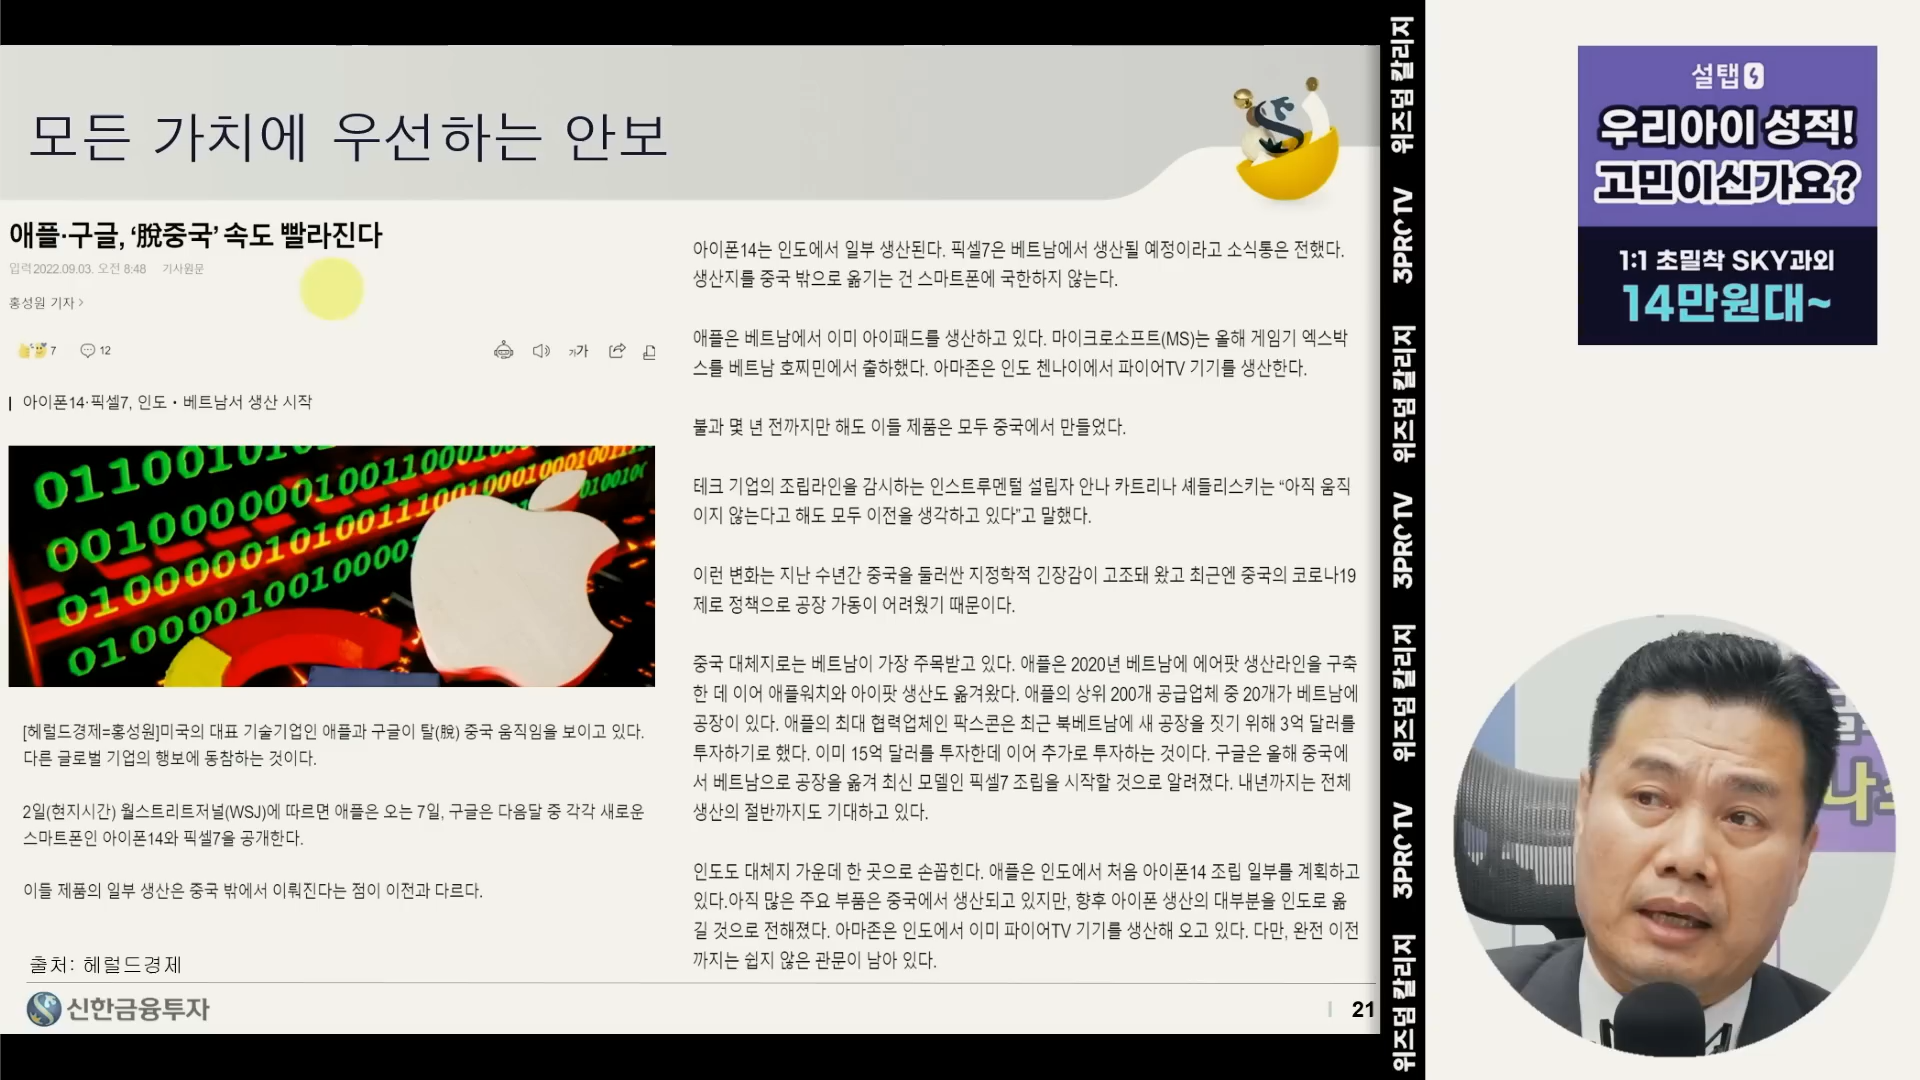 모든 가치에 우선하는 안보
애플·구글, ‘脫중국’ 속도 빨라진다
입력2022.09.03. 오전 8:48 기사원문
홍성원 기자 >
7 12
가가
아이폰14·픽셀7, 인도·베트남서 생산 시작
01100101010
0010000001001100010001000100111
010000010100111010001010010
010000100100001
[헤럴드경제=홍성원]미국의 대표 기술기업인 애플과 구글이 탈(脫) 중국 움직임을 보이고 있다.
다른 글로벌 기업의 행보에 동참하는 것이다.
2일(현지시간) 월스트리트저널(WSJ)에 따르면 애플은 오는 7일, 구글은 다음달 중 각각 새로운
스마트폰인 아이폰14와 픽셀7을 공개한다.
이들 제품의 일부 생산은 중국 밖에서 이뤄진다는 점이 이전과 다르다.
출처: 헤럴드경제
신한금융투자
아이폰14는 인도에서 일부 생산된다. 픽셀7은 베트남에서 생산될 예정이라고 소식통은 전했다.
생산지를 중국 밖으로 옮기는 건 스마트폰에 국한하지 않는다.
애플은 베트남에서 이미 아이패드를 생산하고 있다. 마이크로소프트(MS)는 올해 게임기 엑스박
스를 베트남 호찌민에서 출하했다. 아마존은 인도 첸나이에서 파이어TV 기기를 생산한다.
불과 몇 년 전까지만 해도 이들 제품은 모두 중국에서 만들었다.
테크 기업의 조립라인을 감시하는 인스트루멘털 설립자 안나 카트리나 셰들리스키는 “아직 움직
이지 않는다고 해도 모두 이전을 생각하고 있다”고 말했다.
이런 변화는 지난 수년간 중국을 둘러싼 지정학적 긴장감이 고조돼 왔고 최근엔 중국의 코로나19
제로 정책으로 공장 가동이 어려웠기 때문이다.
중국 대체지로는 베트남이 가장 주목받고 있다. 애플은 2020년 베트남에 에어팟 생산라인을 구축
한 데 이어 애플워치와 아이팟 생산도 옮겨왔다. 애플의 상위 200개 공급업체 중 20개가 베트남에
공장이 있다. 애플의 최대 협력업체인 팍스콘은 최근 북베트남에 새 공장을 짓기 위해 3억 달러를
투자하기로 했다. 이미 15억 달러를 투자한데 이어 추가로 투자하는 것이다. 구글은 올해 중국에
서 베트남으로 공장을 옮겨 최신 모델인 픽셀7 조립을 시작할 것으로 알려졌다. 내년까지는 전체
생산의 절반까지도 기대하고 있다.
인도도 대체지 가운데 한 곳으로 손꼽힌다. 애플은 인도에서 처음 아이폰14 조립 일부를 계획하고
있다.아직 많은 주요 부품은 중국에서 생산되고 있지만, 향후 아이폰 생산의 대부분을 인도로 옮
길 것으로 전해졌다. 아마존은 인도에서 이미 파이어TV 기기를 생산해 오고 있다. 다만, 완전 이전
까지는 쉽지 않은 관문이 남아 있다.
21
위즈덤 칼리지 3PROTV 위즈덤 칼리지 3PROTV 위즈덤 칼리지 3PROTV 위즈덤 칼리지
설탭
우리아이 성적!
고민이신가요?
1:1 초밀착 SKY과외
14만원대~